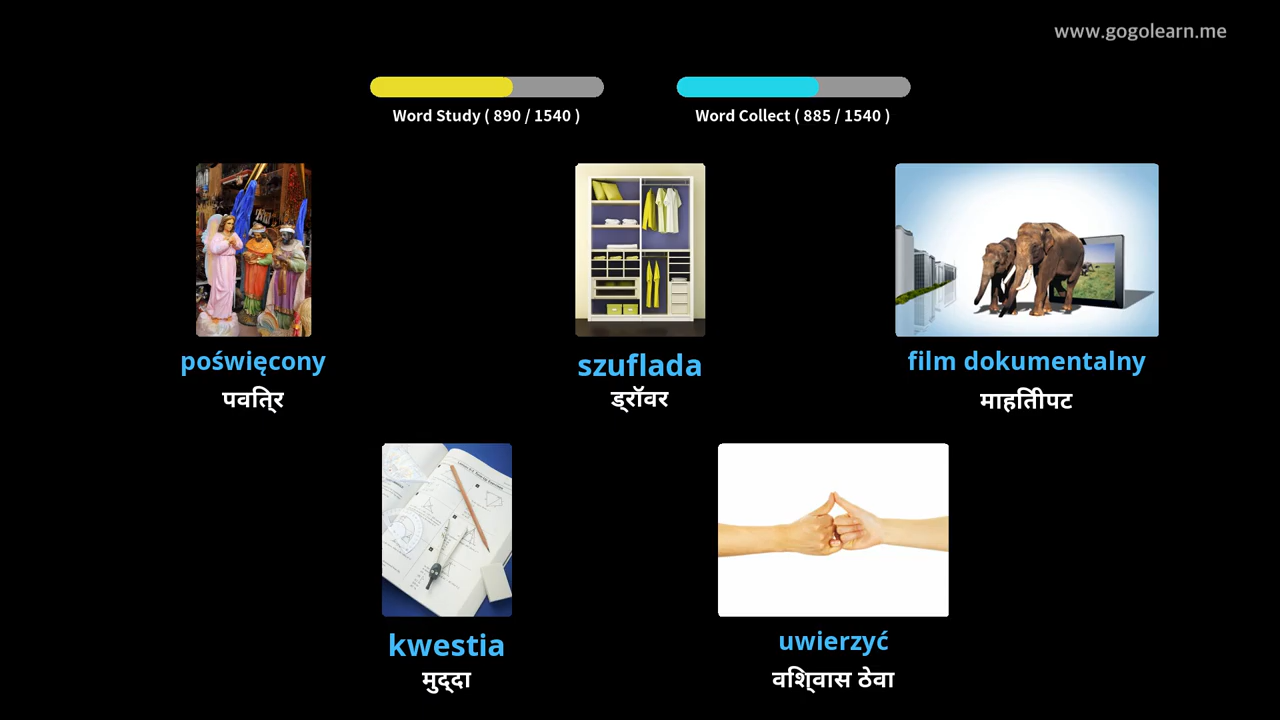 www.gogolearn.me
Word Study ( 890 / 1540 )
Word Collect ( 885 / 1540 )
poświęcony
पवित्र
szuflada
ड्रॉवर
film dokumentalny
माहितीपट
kwestia
मुद्दा
uwierzyć
विश्वास ठेवा